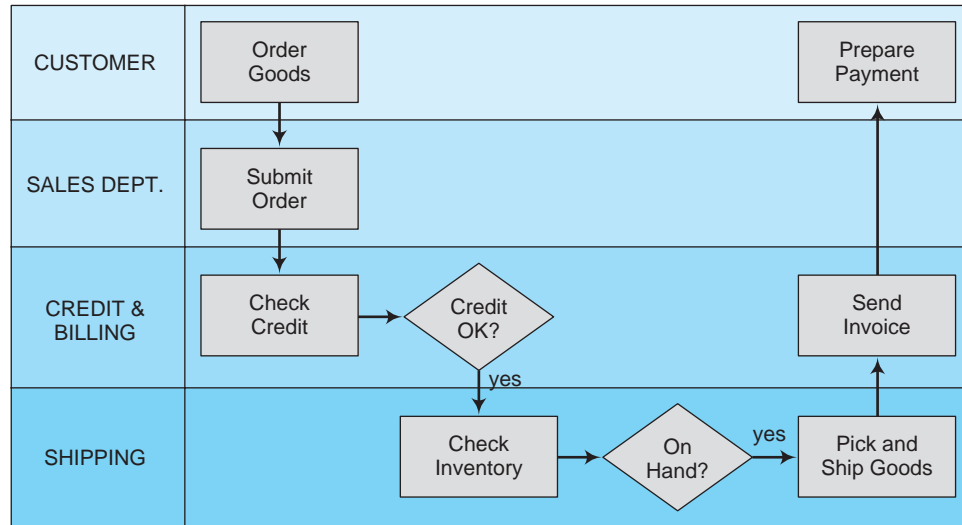 CUSTOMER
Order
Goods
Prepare
Payment
SALES DEPT.
Submit
Order
CREDIT &
BILLING
Check
Credit
Credit
OK?
Send
Invoice
yes
SHIPPING
Check
Inventory
On
Hand?
yes
Pick and
Ship Goods